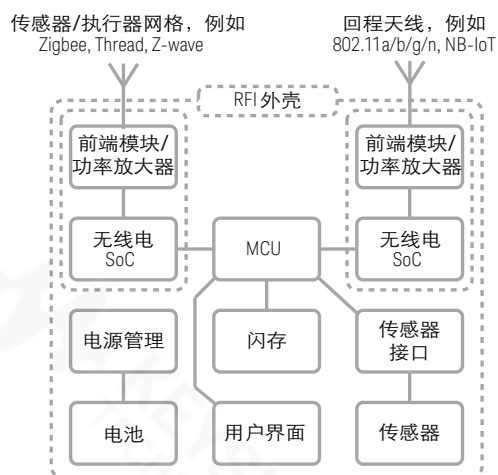 传感器/执行器网格，例如
Zigbee, Thread, Z-wave
回程天线，例如
802.11a/b/g/n, NB-IoT
RFI 外壳
前端模块/
功率放大器
前端模块/
功率放大器
无线电
SoC
MCU
无线电
SoC
电源管理
闪存
传感器
接口
电池
用户界面
传感器